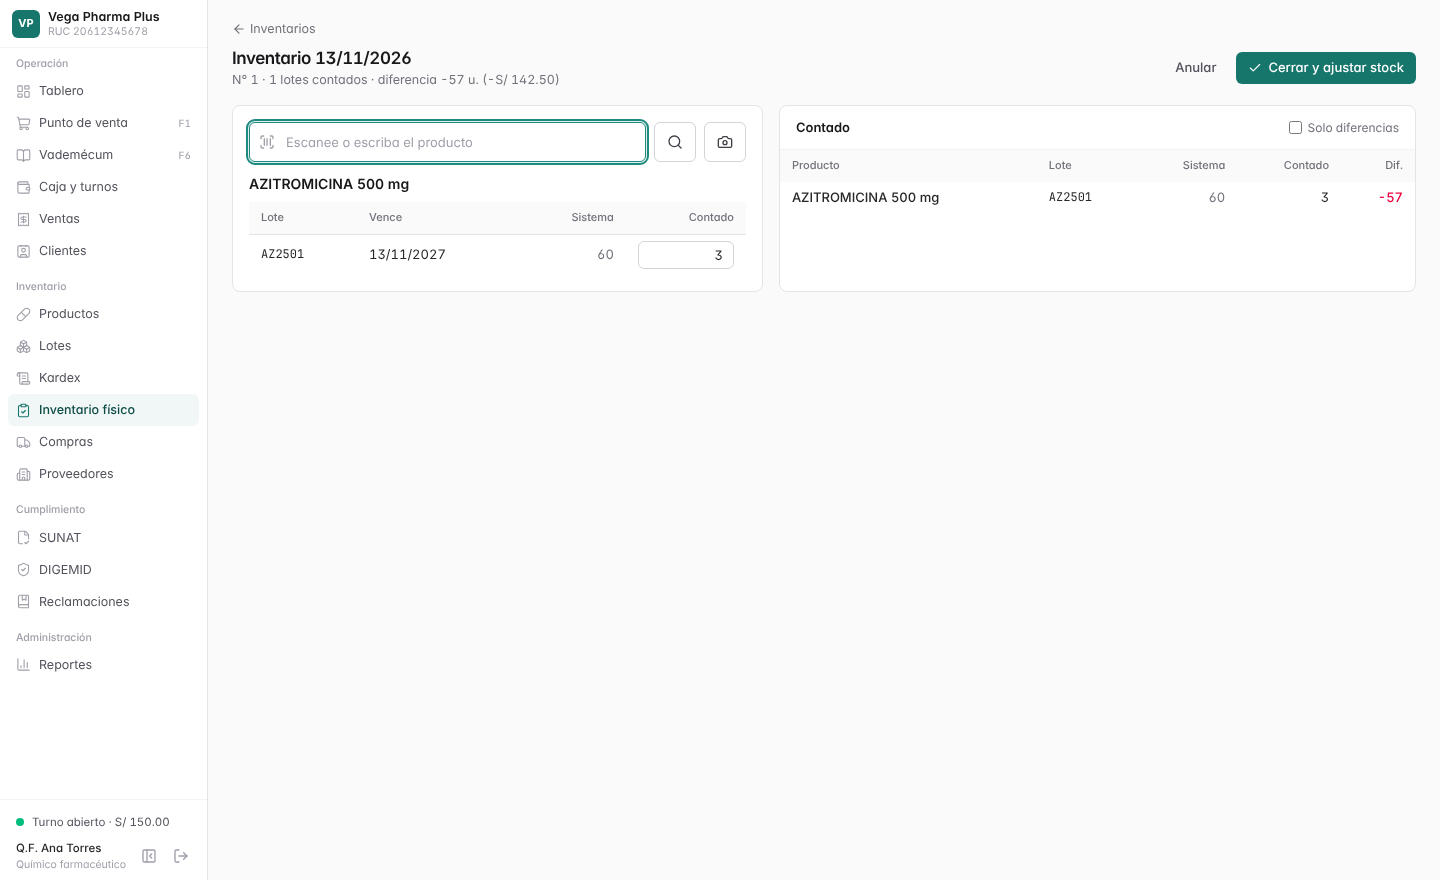 VP
Vega Pharma Plus
RUC 20612345678
Operación
Tablero
Punto de venta F1
Vademécum F6
Caja y turnos
Ventas
Clientes
Inventario
Productos
Lotes
Kardex
Inventario físico
Compras
Proveedores
Cumplimiento
SUNAT
DIGEMID
Reclamaciones
Administración
Reportes
Turno abierto · S/ 150.00
Q.F. Ana Torres
Químico farmacéutico
Inventarios
Inventario 13/11/2026
N° 1 · 1 lotes contados · diferencia -57 u. (-S/ 142.50)
Anular
Cerrar y ajustar stock
Escanee o escriba el producto
AZITROMICINA 500 mg
Lote Vence Sistema Contado
AZ2501 13/11/2027 60 3
Contado
Solo diferencias
Producto Lote Sistema Contado Dif.
AZITROMICINA 500 mg AZ2501 60 3 -57